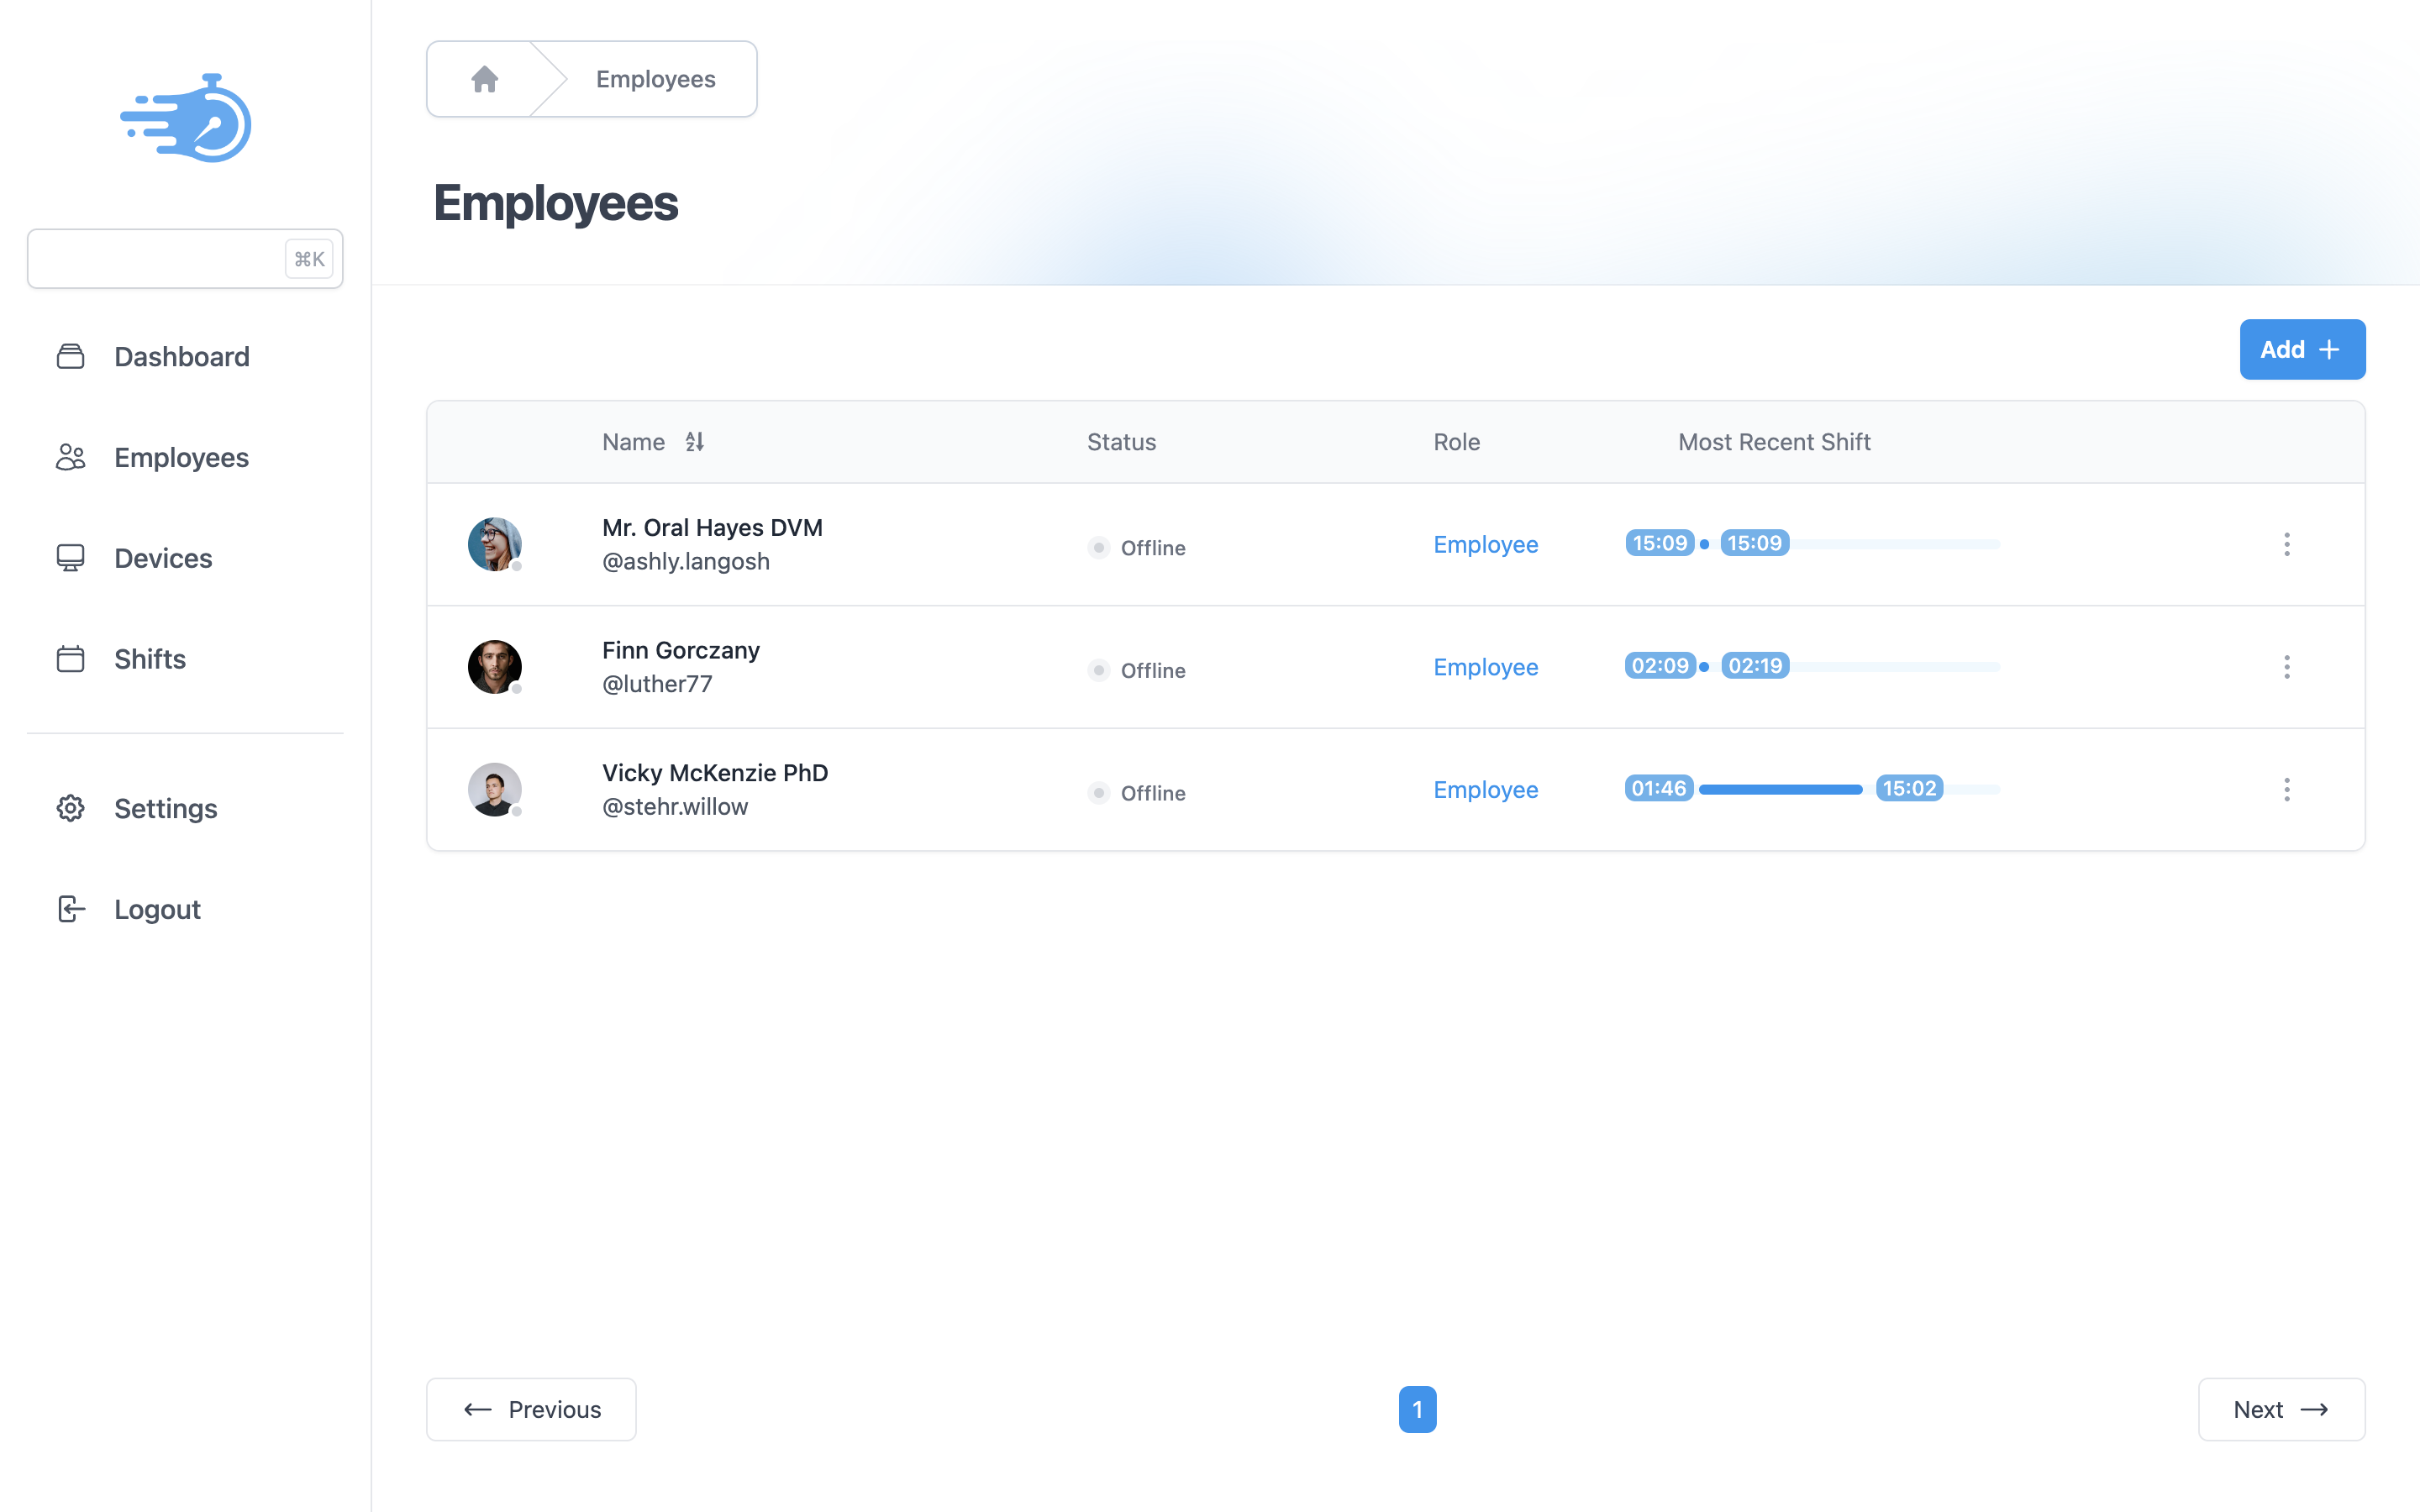 Employees
Employees
⌘K
Dashboard
Employees
Devices
Shifts
Settings
Logout
Add
Name Status Role Most Recent Shift
Mr. Oral Hayes DVM
@ashly.langosh
Offline Employee 15:09 15:09
Finn Gorczany
@luther77
Offline Employee 02:09 02:19
Vicky McKenzie PhD
@stehr.willow
Offline Employee 01:46 15:02
Previous 1 Next